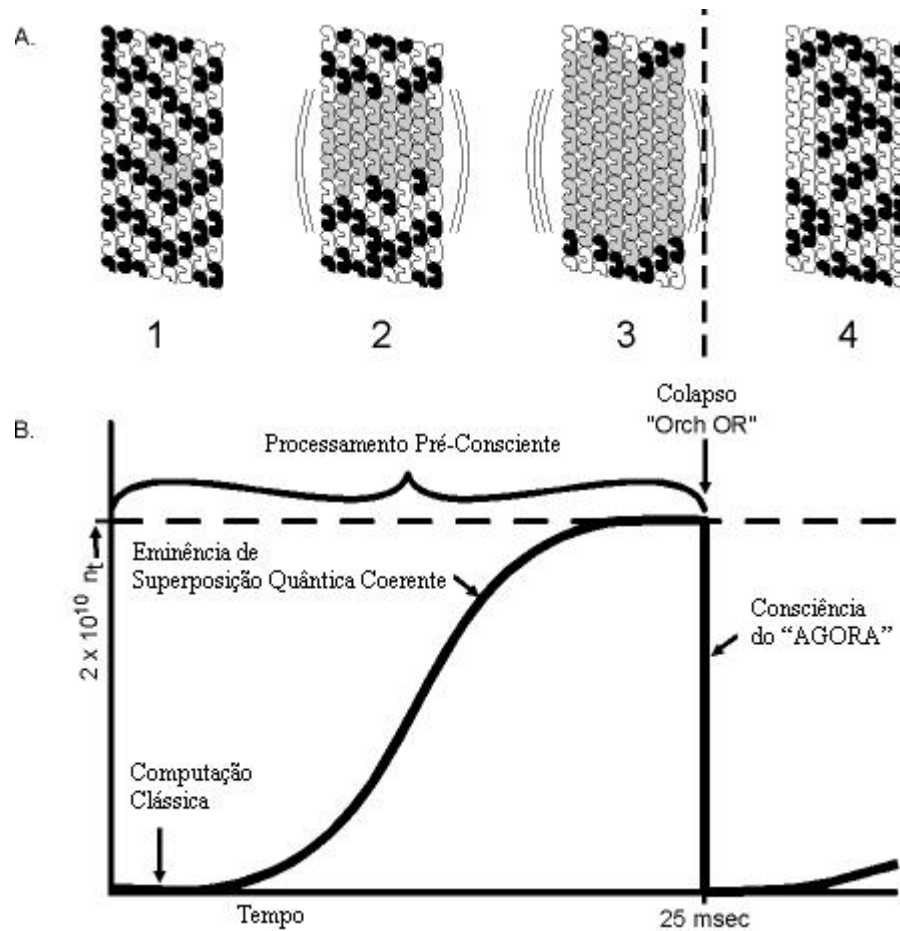 A.
1
2
3
4
Colapso
"Orch OR"
B.
Processamento Pré-Consciente
2 x 10¹⁰ nₜ
Eminência de
Superposição Quântica Coerente
Consciência
do “AGORA”
Computação
Clássica
Tempo
25 msec